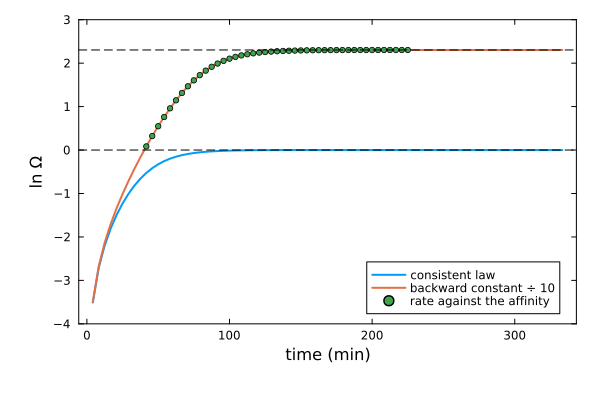 3
2
1
0
−1
−2
−3
−4
ln Ω
0
100
200
300
time (min)
consistent law
backward constant ÷ 10
rate against the affinity